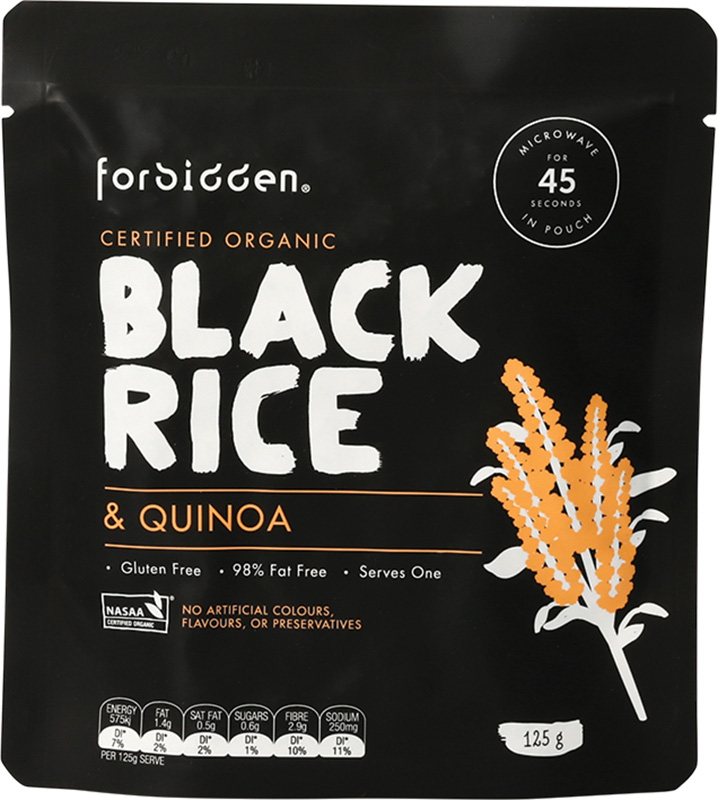 forbidden®
MICROWAVE
FOR
45
SECONDS
IN POUCH
CERTIFIED ORGANIC
BLACK
RICE
& QUINOA
• Gluten Free • 98% Fat Free • Serves One
NASAA®
CERTIFIED ORGANIC
NO ARTIFICIAL COLOURS,
FLAVOURS, OR PRESERVATIVES
ENERGY FAT SAT FAT SUGARS FIBRE SODIUM
575kj 1.4g 0.5g 0.6g 2.9g 250mg
DI* DI* DI* DI* DI* DI*
7% 2% 2% 1% 10% 11%
PER 125g SERVE
125 g